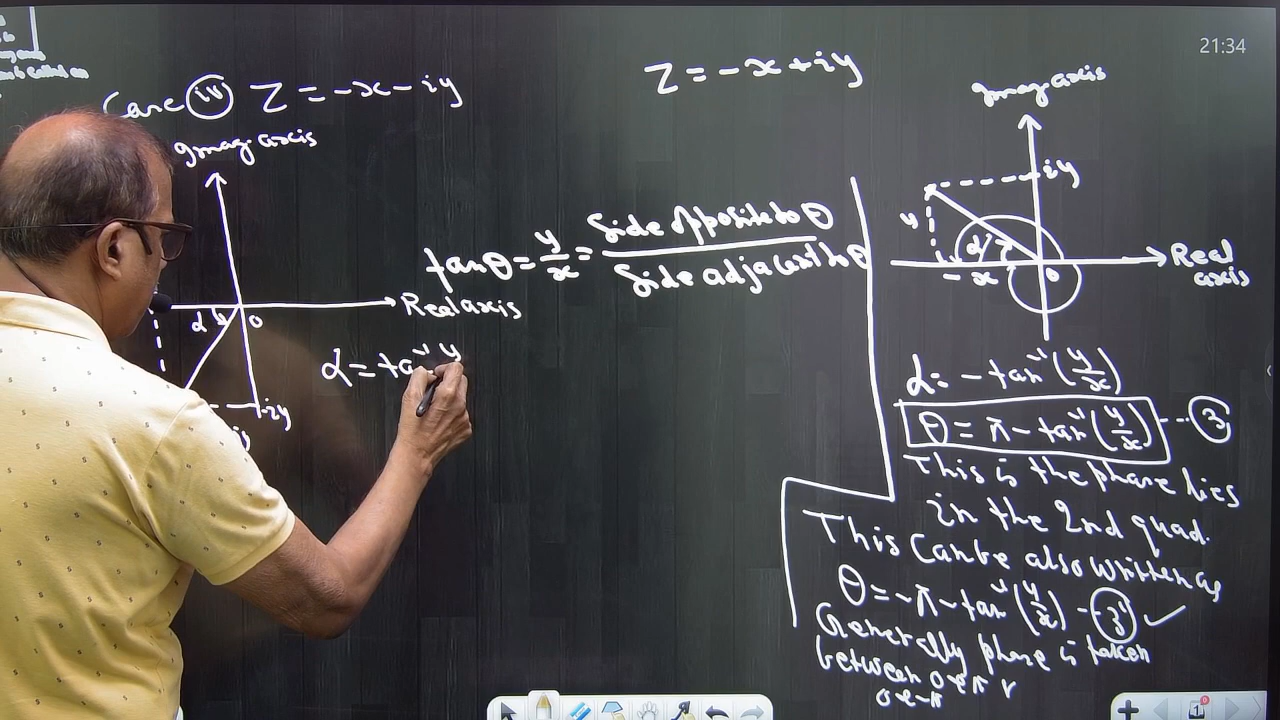 21:34
Case (iv) Z = -x - iy
Imag. axis
Real axis
α
O
-iy
α = tan⁻¹ y
tanθ = y/x = Side opposite to θ / Side adjacent to θ
Z = -x + iy
Imag. axis
iy
y
α
-x
O
Real axis
α = - tan⁻¹ (y/x)
θ = π - tan⁻¹ (y/x) --- (3)
This is the phase lies
in the 2nd quad.
This can be also written as
θ = -π - tan⁻¹ (y/x) -- (3')
Generally phase is taken
between 0 & π
0 & -π
1